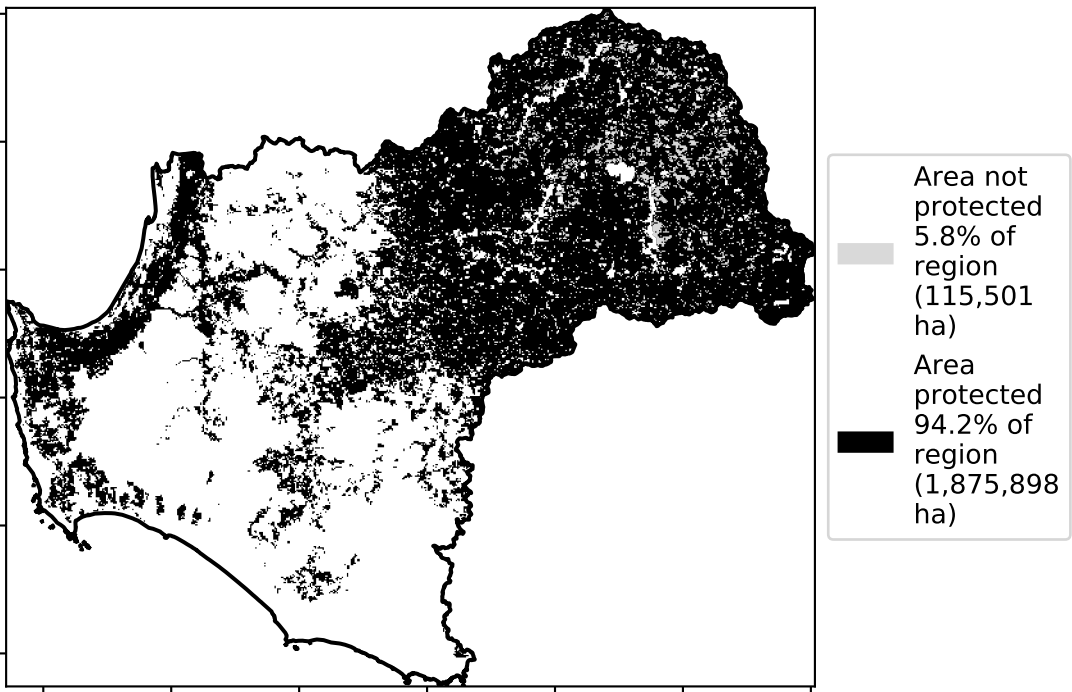 Area not
protected
5.8% of
region
(115,501
ha)
Area
protected
94.2% of
region
(1,875,898
ha)